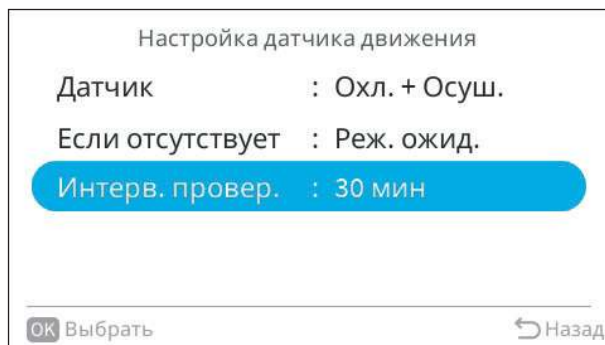 Настройка датчика движения
Датчик : Охл. + Осуш.
Если отсутствует : Реж. ожид.
Интерв. провер. : 30 мин
OK Выбрать Назад